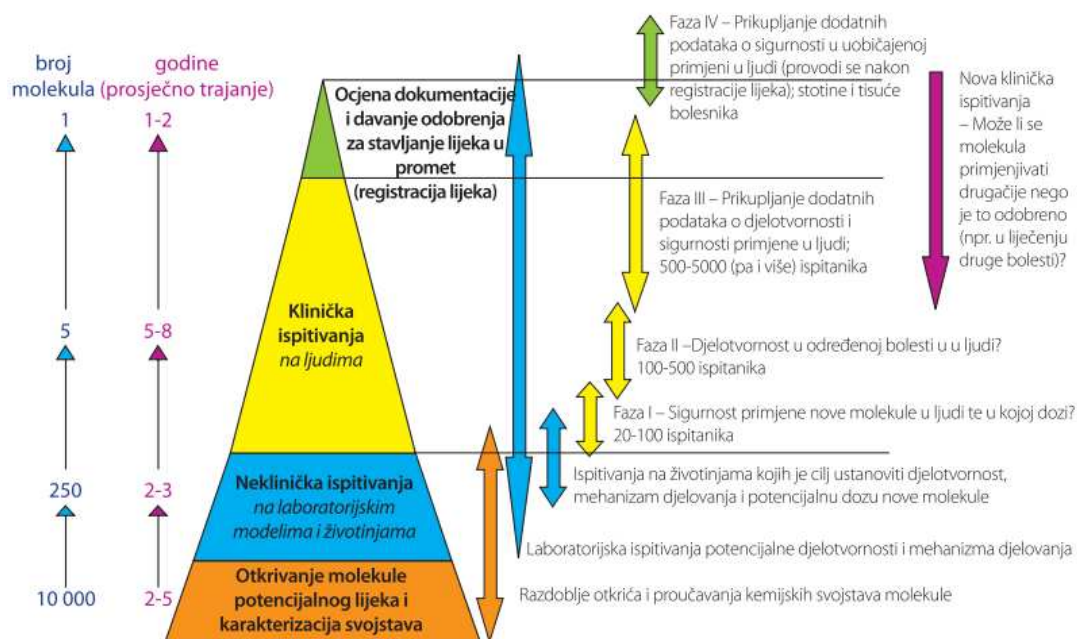 broj
molekula
godine
(prosječno trajanje)
1
1-2
5
5-8
250
2-3
10 000
2-5
Ocjena dokumentacije
i davanje odobrenja
za stavljanje lijeka u
promet
(registracija lijeka)
Klinička
ispitivanja
na ljudima
Neklinička ispitivanja
na laboratorijskim
modelima i životinjama
Otkrivanje molekule
potencijalnog lijeka i
karakterizacija svojstava
Faza IV – Prikupljanje dodatnih
podataka o sigurnosti u uobičajenoj
primjeni u ljudi (provodi se nakon
registracije lijeka); stotine i tisuće
bolesnika
Faza III – Prikupljanje dodatnih
podataka o djelotvornosti i
sigurnosti primjene u ljudi;
500-5000 (pa i više) ispitanika
Faza II –Djelotvornost u određenoj bolesti u u ljudi?
100-500 ispitanika
Faza I – Sigurnost primjene nove molekule u ljudi te u kojoj dozi?
20-100 ispitanika
Ispitivanja na životinjama kojih je cilj ustanoviti djelotvornost,
mehanizam djelovanja i potencijalnu dozu nove molekule
Laboratorijska ispitivanja potencijalne djelotvornosti i mehanizma djelovanja
Razdoblje otkrića i proučavanja kemijskih svojstava molekule
Nova klinička
ispitivanja
– Može li se
molekula
primjenjivati
drugačije nego
je to odobreno
(npr. u liječenju
druge bolesti)?